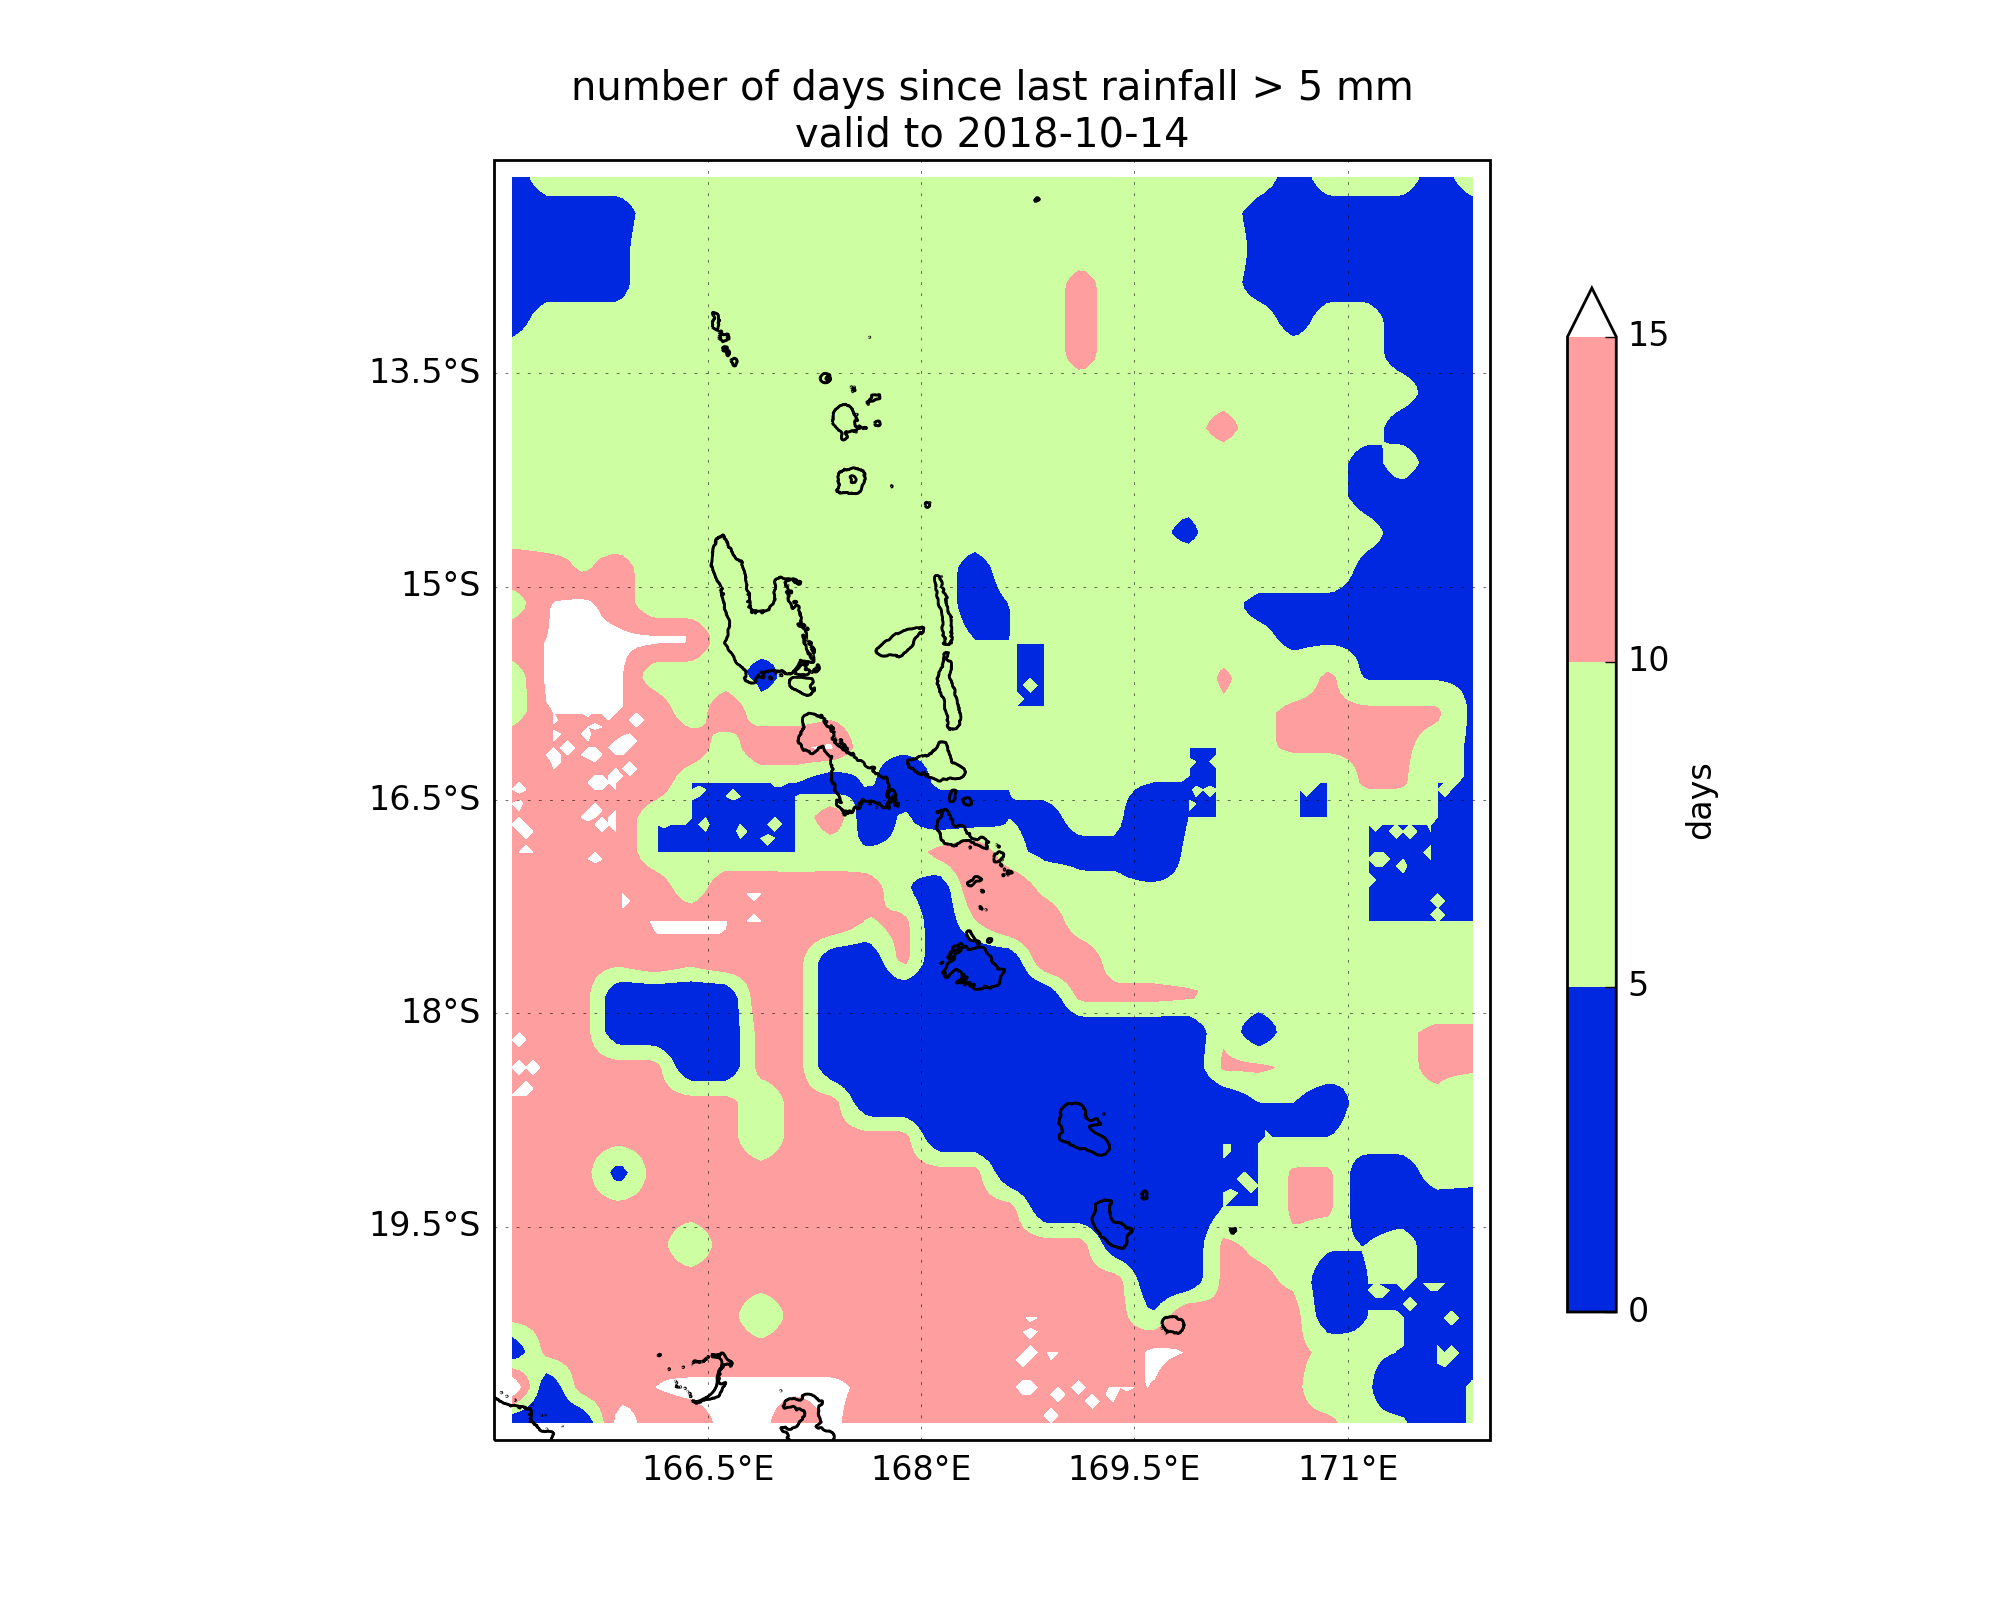 number of days since last rainfall > 5 mm
valid to 2018-10-14
13.5°S
15°S
16.5°S
18°S
19.5°S
166.5°E
168°E
169.5°E
171°E
15
10
5
0
days